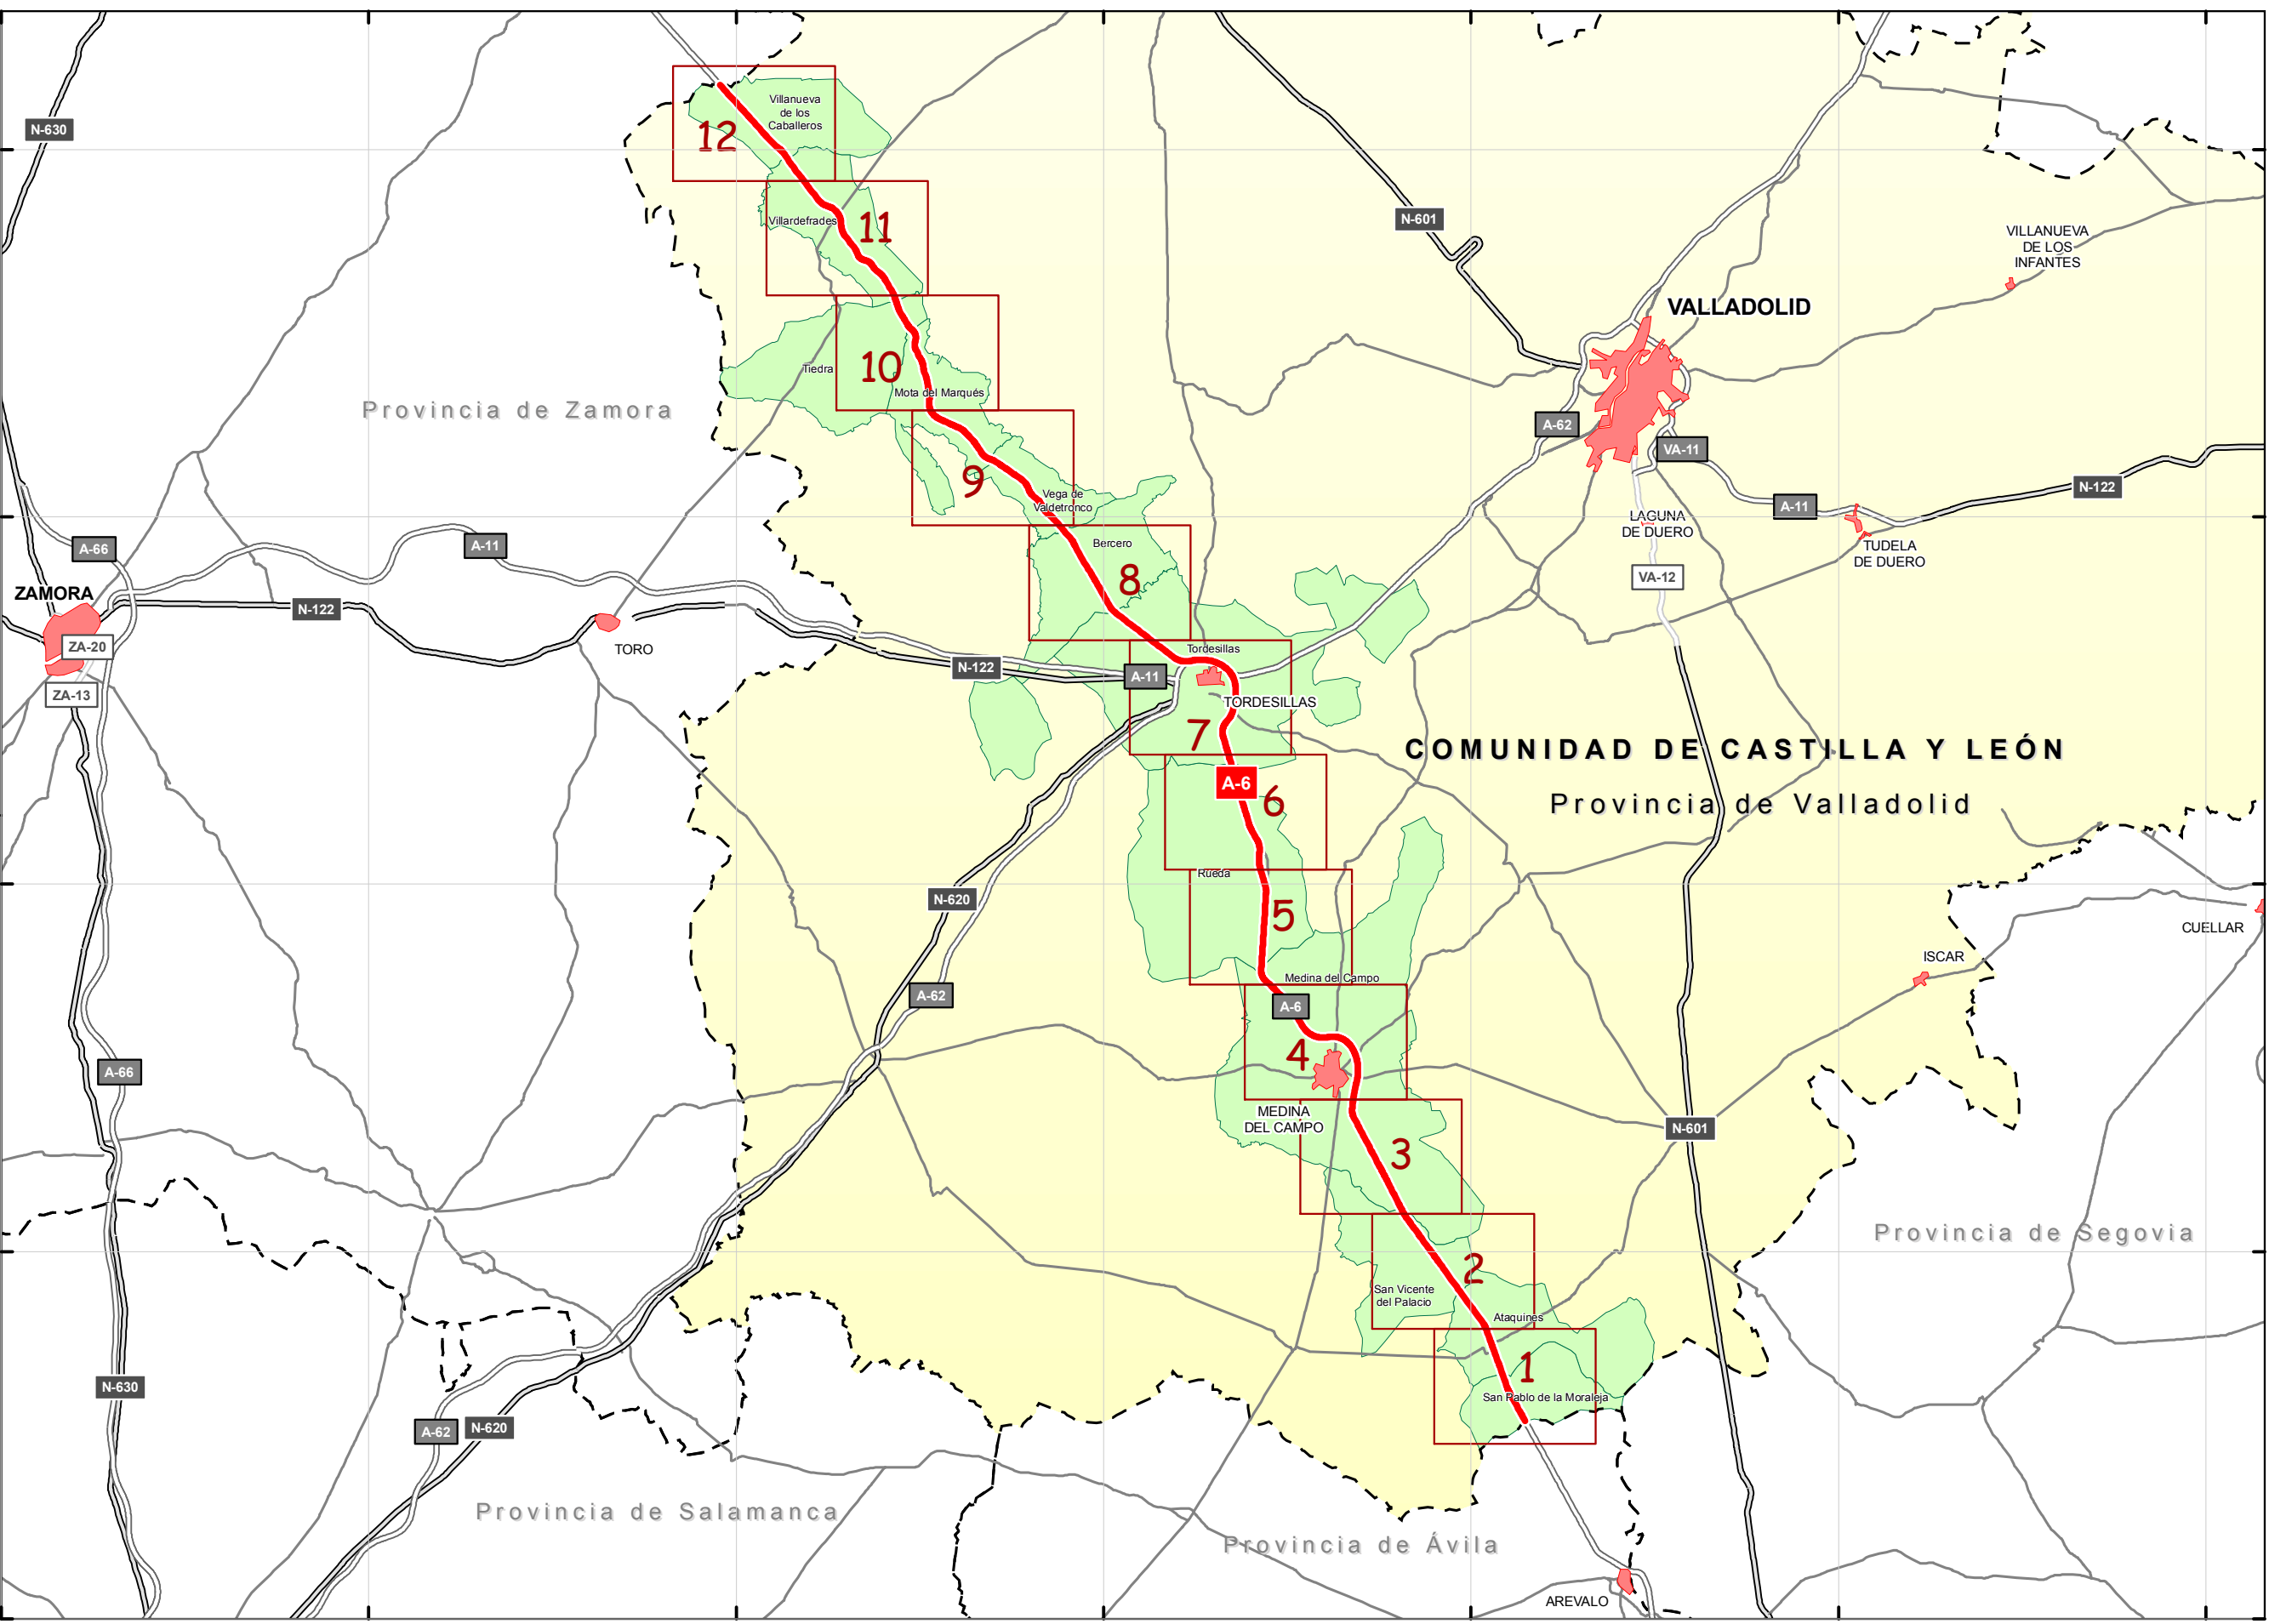 Villanueva
de los
Caballeros
12
N-630
N-601
Villardefrades
11
VILLANUEVA
DE LOS
INFANTES
VALLADOLID
Tiedra
10
Mota del Marqués
Provincia de Zamora
A-62
VA-11
9
Vega de
Valdetronco
N-122
A-11
LAGUNA
DE DUERO
TUDELA
DE DUERO
A-66
A-11
Bercero
8
VA-12
ZAMORA
N-122
ZA-20
TORO
ZA-13
N-122
A-11
Tordesillas
TORDESILLAS
7
COMUNIDAD DE CASTILLA Y LEÓN
Provincia de Valladolid
A-6
6
Rueda
5
N-620
CUELLAR
ISCAR
A-62
Medina del Campo
A-6
4
A-66
MEDINA
DEL CAMPO
N-601
3
Provincia de Segovia
2
San Vicente
del Palacio
Ataquines
1
San Pablo de la Moraleja
N-630
A-62
N-620
Provincia de Salamanca
Provincia de Ávila
AREVALO